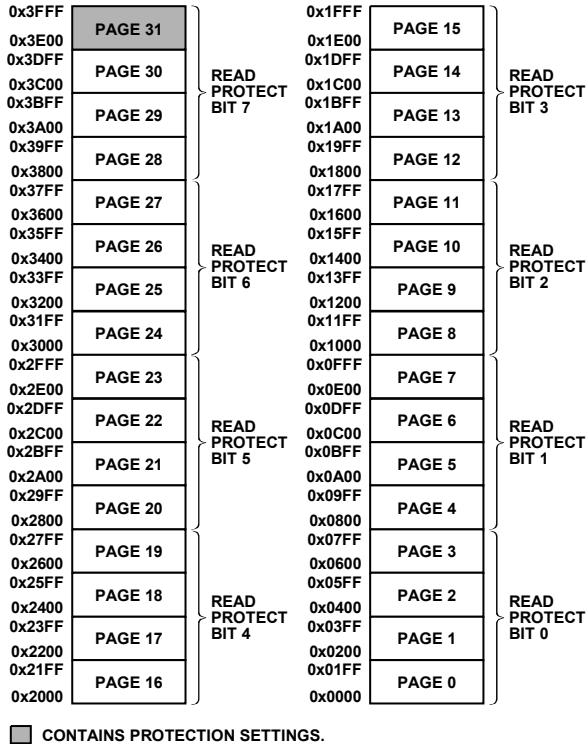 0x3FFF
PAGE 31
0x3E00
0x3DFF
PAGE 30
0x3C00
0x3BFF
PAGE 29
0x3A00
0x39FF
PAGE 28
0x3800
READ
PROTECT
BIT 7
0x37FF
PAGE 27
0x3600
0x35FF
PAGE 26
0x3400
0x33FF
PAGE 25
0x3200
0x31FF
PAGE 24
0x3000
READ
PROTECT
BIT 6
0x2FFF
PAGE 23
0x2E00
0x2DFF
PAGE 22
0x2C00
0x2BFF
PAGE 21
0x2A00
0x29FF
PAGE 20
0x2800
READ
PROTECT
BIT 5
0x27FF
PAGE 19
0x2600
0x25FF
PAGE 18
0x2400
0x23FF
PAGE 17
0x2200
0x21FF
PAGE 16
0x2000
READ
PROTECT
BIT 4
0x1FFF
PAGE 15
0x1E00
0x1DFF
PAGE 14
0x1C00
0x1BFF
PAGE 13
0x1A00
0x19FF
PAGE 12
0x1800
READ
PROTECT
BIT 3
0x17FF
PAGE 11
0x1600
0x15FF
PAGE 10
0x1400
0x13FF
PAGE 9
0x1200
0x11FF
PAGE 8
0x1000
READ
PROTECT
BIT 2
0x0FFF
PAGE 7
0x0E00
0x0DFF
PAGE 6
0x0C00
0x0BFF
PAGE 5
0x0A00
0x09FF
PAGE 4
0x0800
READ
PROTECT
BIT 1
0x07FF
PAGE 3
0x0600
0x05FF
PAGE 2
0x0400
0x03FF
PAGE 1
0x0200
0x01FF
PAGE 0
0x0000
READ
PROTECT
BIT 0
CONTAINS PROTECTION SETTINGS.